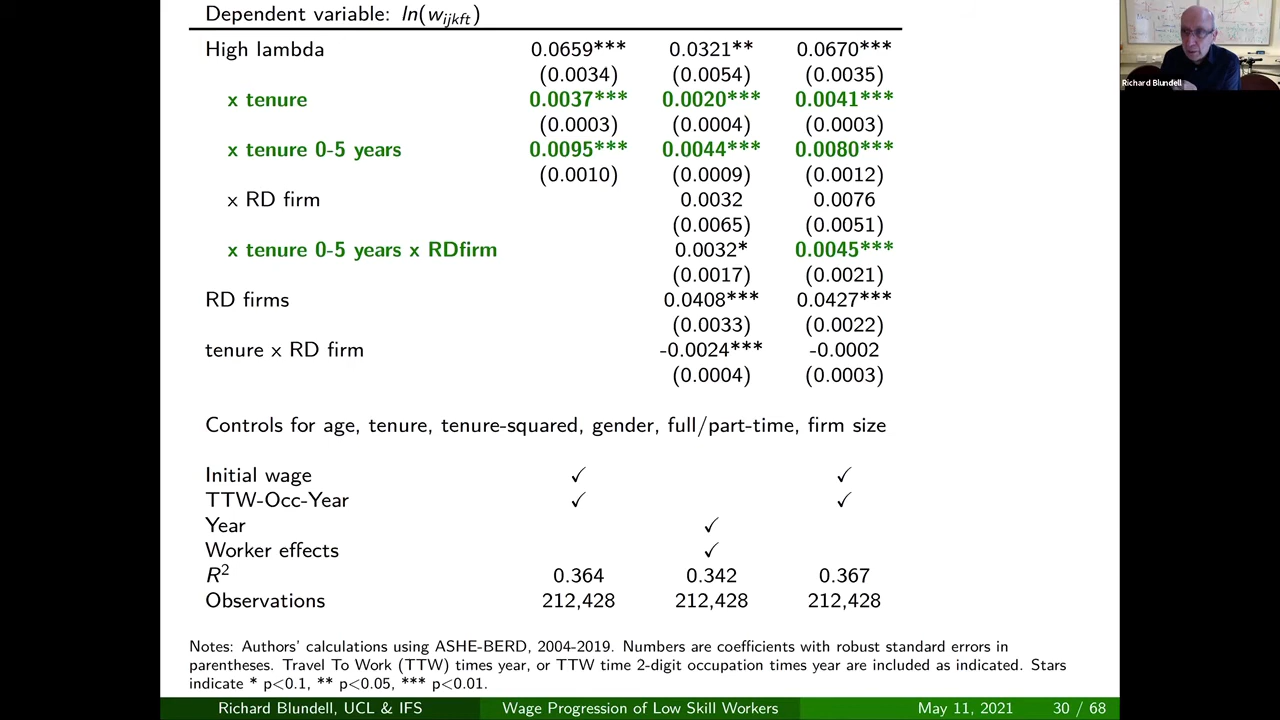 Dependent variable: ln(w_ijkft)
High lambda 0.0659*** 0.0321** 0.0670***
(0.0034) (0.0054) (0.0035)
x tenure 0.0037*** 0.0020*** 0.0041***
(0.0003) (0.0004) (0.0003)
x tenure 0-5 years 0.0095*** 0.0044*** 0.0080***
(0.0010) (0.0009) (0.0012)
x RD firm 0.0032 0.0076
(0.0065) (0.0051)
x tenure 0-5 years x RDfirm 0.0032* 0.0045***
(0.0017) (0.0021)
RD firms 0.0408*** 0.0427***
(0.0033) (0.0022)
tenure x RD firm -0.0024*** -0.0002
(0.0004) (0.0003)
Controls for age, tenure, tenure-squared, gender, full/part-time, firm size
Initial wage ✓ ✓
TTW-Occ-Year ✓ ✓
Year ✓
Worker effects ✓
R² 0.364 0.342 0.367
Observations 212,428 212,428 212,428
Notes: Authors' calculations using ASHE-BERD, 2004-2019. Numbers are coefficients with robust standard errors in
parentheses. Travel To Work (TTW) times year, or TTW time 2-digit occupation times year are included as indicated. Stars
indicate * p<0.1, ** p<0.05, *** p<0.01.
Richard Blundell, UCL & IFS Wage Progression of Low Skill Workers May 11, 2021 30 / 68
Richard Blundell